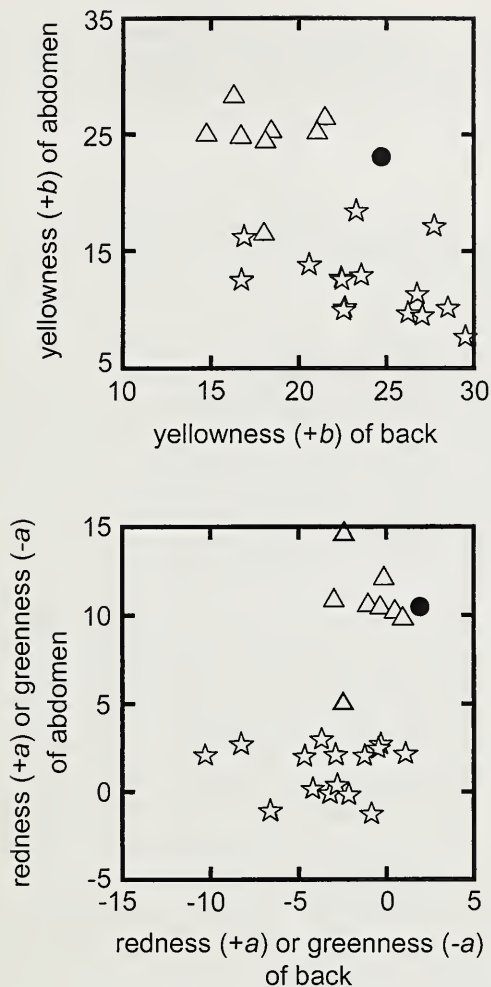 35
25
15
5
10 15 20 25 30
yellowness (+b) of abdomen
yellowness (+b) of back
15
10
5
0
-5
-15 -10 -5 0 5
redness (+a) or greenness (-a)
of abdomen
redness (+a) or greenness (-a)
of back